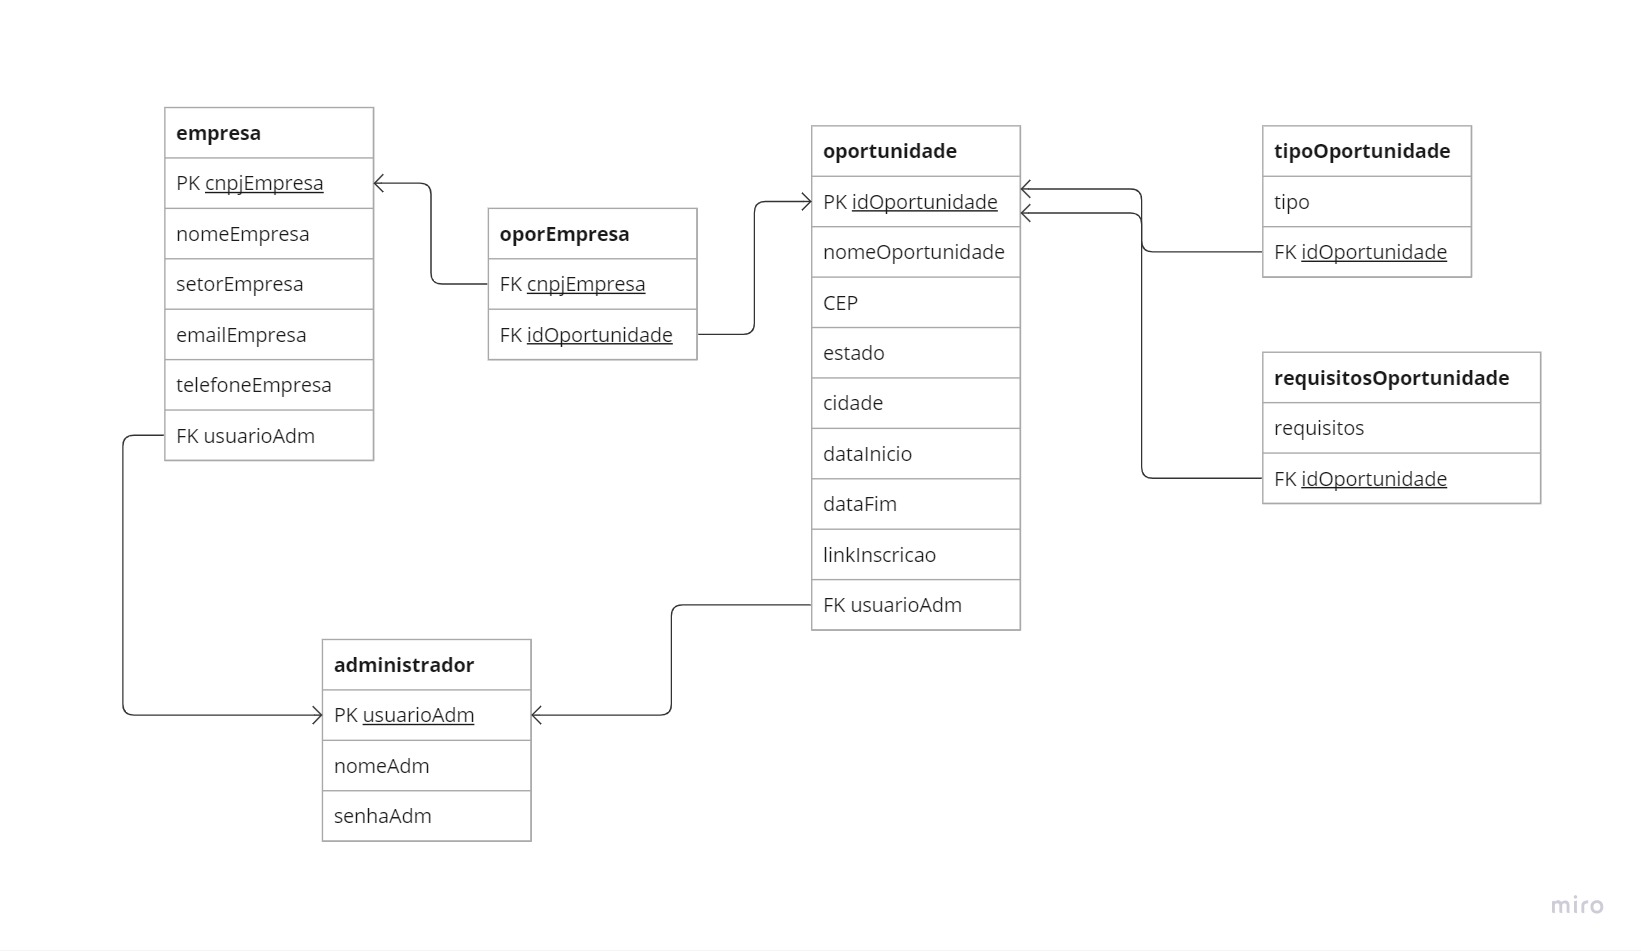 empresa
PK cnpjEmpresa
nomeEmpresa
setorEmpresa
emailEmpresa
telefoneEmpresa
FK usuarioAdm
oporEmpresa
FK cnpjEmpresa
FK idOportunidade
oportunidade
PK idOportunidade
nomeOportunidade
CEP
estado
cidade
dataInicio
dataFim
linkInscricao
FK usuarioAdm
tipoOportunidade
tipo
FK idOportunidade
requisitosOportunidade
requisitos
FK idOportunidade
administrador
PK usuarioAdm
nomeAdm
senhaAdm
miro